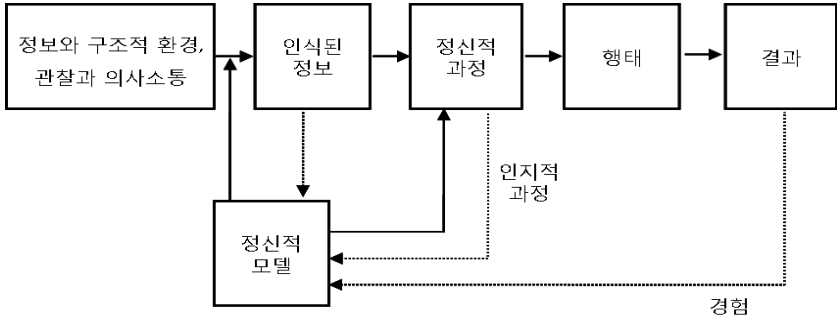 정보와 구조적 환경,
관찰과 의사소통
인식된
정보
정신적
과정
행태
결과
인지적
과정
정신적
모델
경험